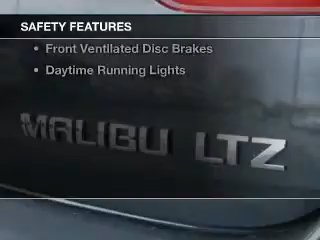 SAFETY FEATURES
• Front Ventilated Disc Brakes
• Daytime Running Lights
MALIBU LTZ